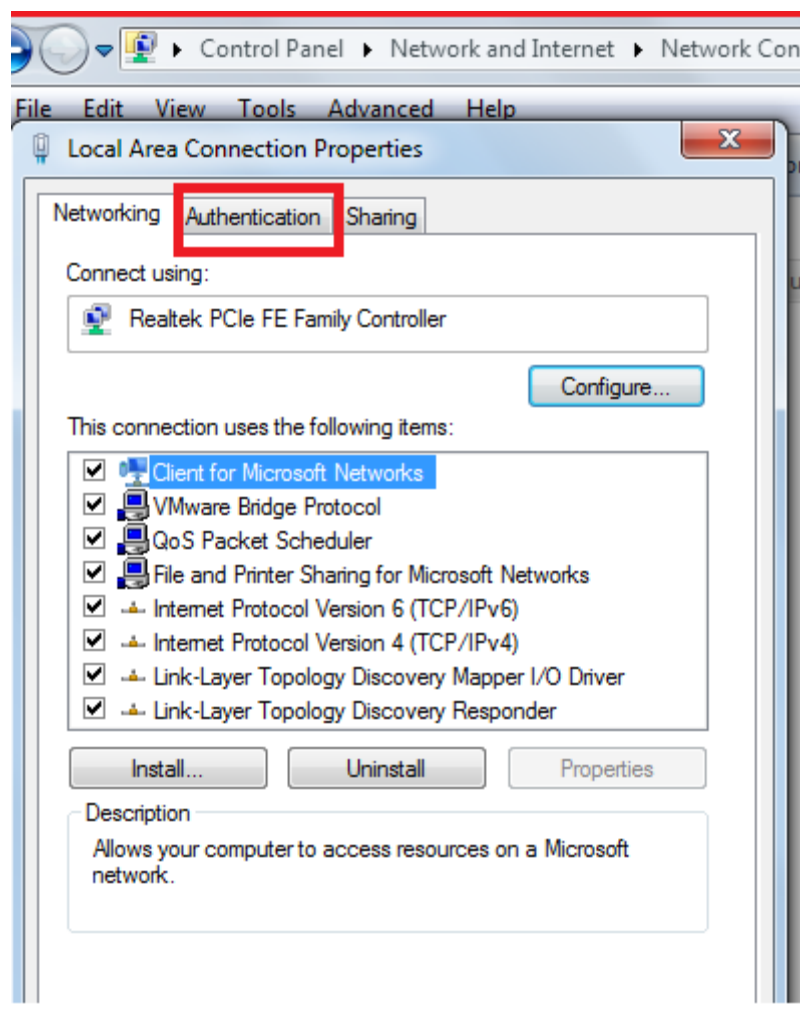 Control Panel Network and Internet Network Con
File Edit View Tools Advanced Help
Local Area Connection Properties
Networking Authentication Sharing
Connect using:
Realtek PCIe FE Family Controller
Configure...
This connection uses the following items:
Client for Microsoft Networks
VMware Bridge Protocol
QoS Packet Scheduler
File and Printer Sharing for Microsoft Networks
Internet Protocol Version 6 (TCP/IPv6)
Internet Protocol Version 4 (TCP/IPv4)
Link-Layer Topology Discovery Mapper I/O Driver
Link-Layer Topology Discovery Responder
Install... Uninstall Properties
Description
Allows your computer to access resources on a Microsoft
network.